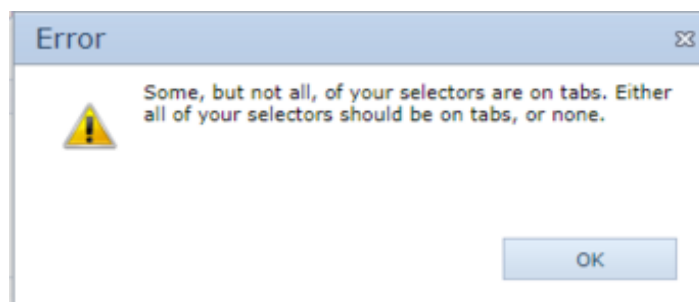 Error
Some, but not all, of your selectors are on tabs. Either
all of your selectors should be on tabs, or none.
OK